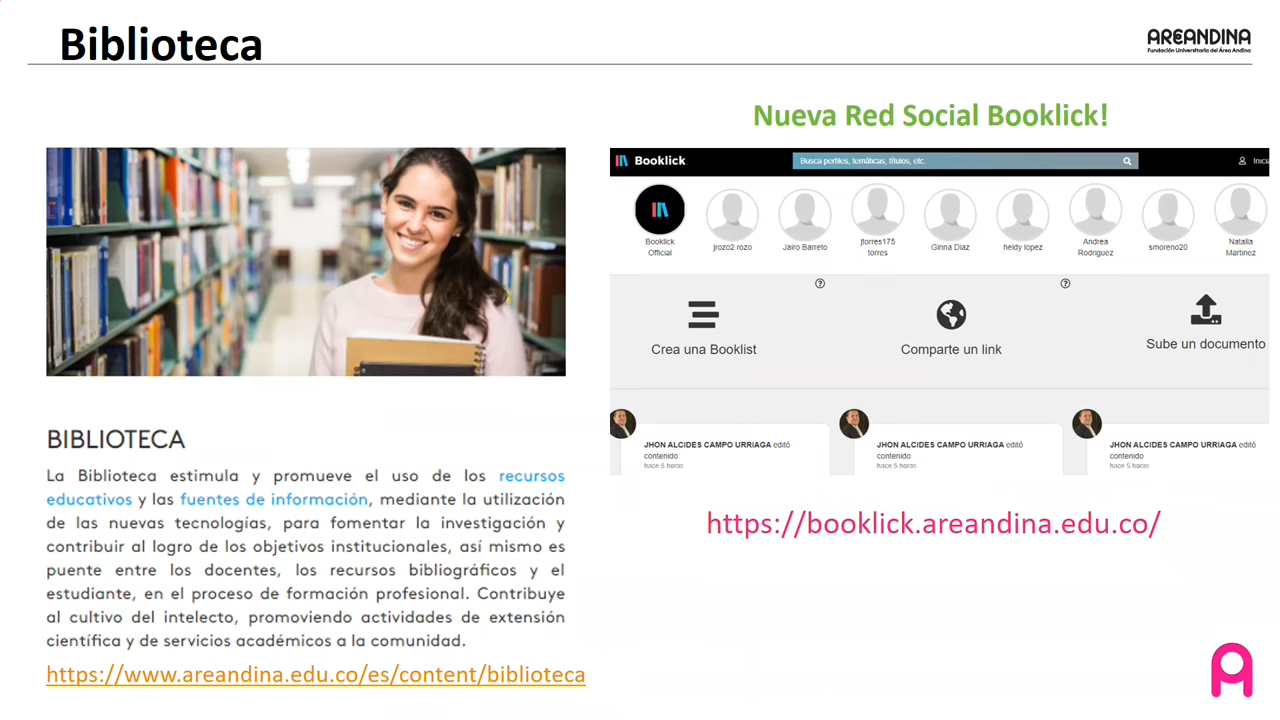 Biblioteca
AREANDINA
Fundación Universitaria del Área Andina
Nueva Red Social Booklick!
Booklick
Busca perfiles, temáticas, títulos, etc.
Booklick
Official
jrozo2 rozo
Jairo Barreto
jtorres175
torres
Ginna Diaz
heidy lopez
Andrea
Rodriguez
smoreno20
Natalia
Martinez
Crea una Booklist
Comparte un link
Sube un documento
JHON ALCIDES CAMPO URRIAGA editó
contenido
hace 5 horas
JHON ALCIDES CAMPO URRIAGA editó
contenido
hace 5 horas
JHON ALCIDES CAMPO URRIAGA editó
contenido
hace 5 horas
https://booklick.areandina.edu.co/
BIBLIOTECA
La Biblioteca estimula y promueve el uso de los recursos
educativos y las fuentes de información, mediante la utilización
de las nuevas tecnologías, para fomentar la investigación y
contribuir al logro de los objetivos institucionales, así mismo es
puente entre los docentes, los recursos bibliográficos y el
estudiante, en el proceso de formación profesional. Contribuye
al cultivo del intelecto, promoviendo actividades de extensión
científica y de servicios académicos a la comunidad.
https://www.areandina.edu.co/es/content/biblioteca